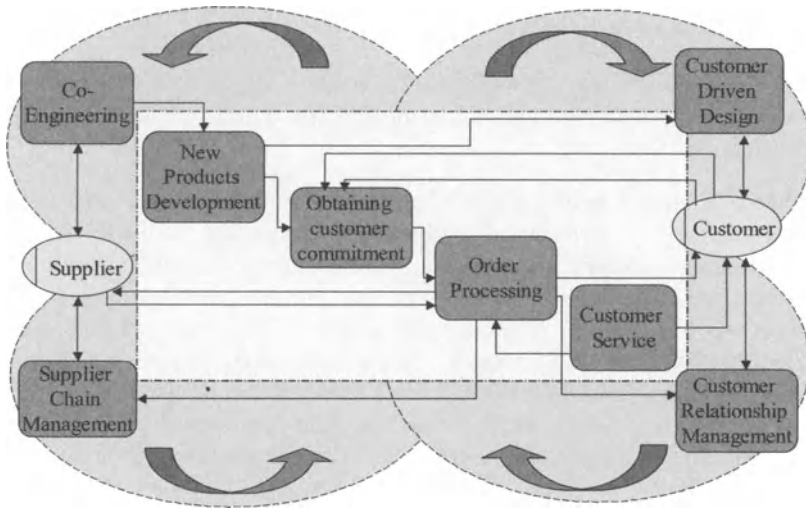 Co-
Engineering
Customer
Driven
Design
New
Products
Development
Obtaining
customer
commitment
Customer
Supplier
Order
Processing
Customer
Service
Supplier
Chain
Management
Customer
Relationship
Management